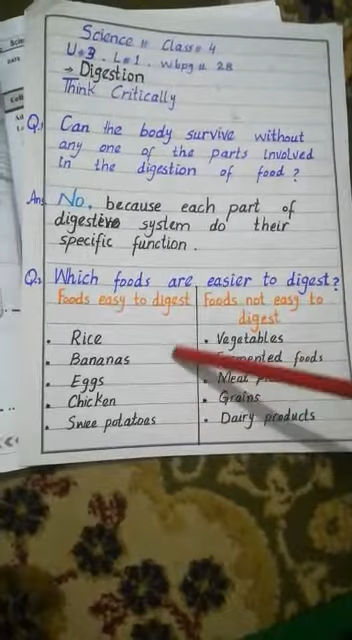 Science :: Class = 4
U = 3 . L = 1 . Wbpg = 28
→ Digestion
Think Critically
Q1 Can the body survive without
any one of the parts involved
in the digestion of food ?
Ans No, because each part of
digestive system do their
specific function .
Q2 Which foods are easier to digest?
Foods easy to digest
• Rice
• Bananas
• Eggs
• Chicken
• Swee potatoes
Foods not easy to
digest
• Vegetables
foods
• Meat
• Grains
• Dairy products